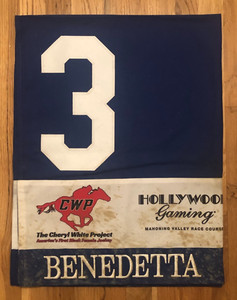 3
CWP
The Cheryl White Project
America's First Black Female Jockey
HOLLYWOOD
Gaming
MAHONING VALLEY RACE COURSE
BENEDETTA